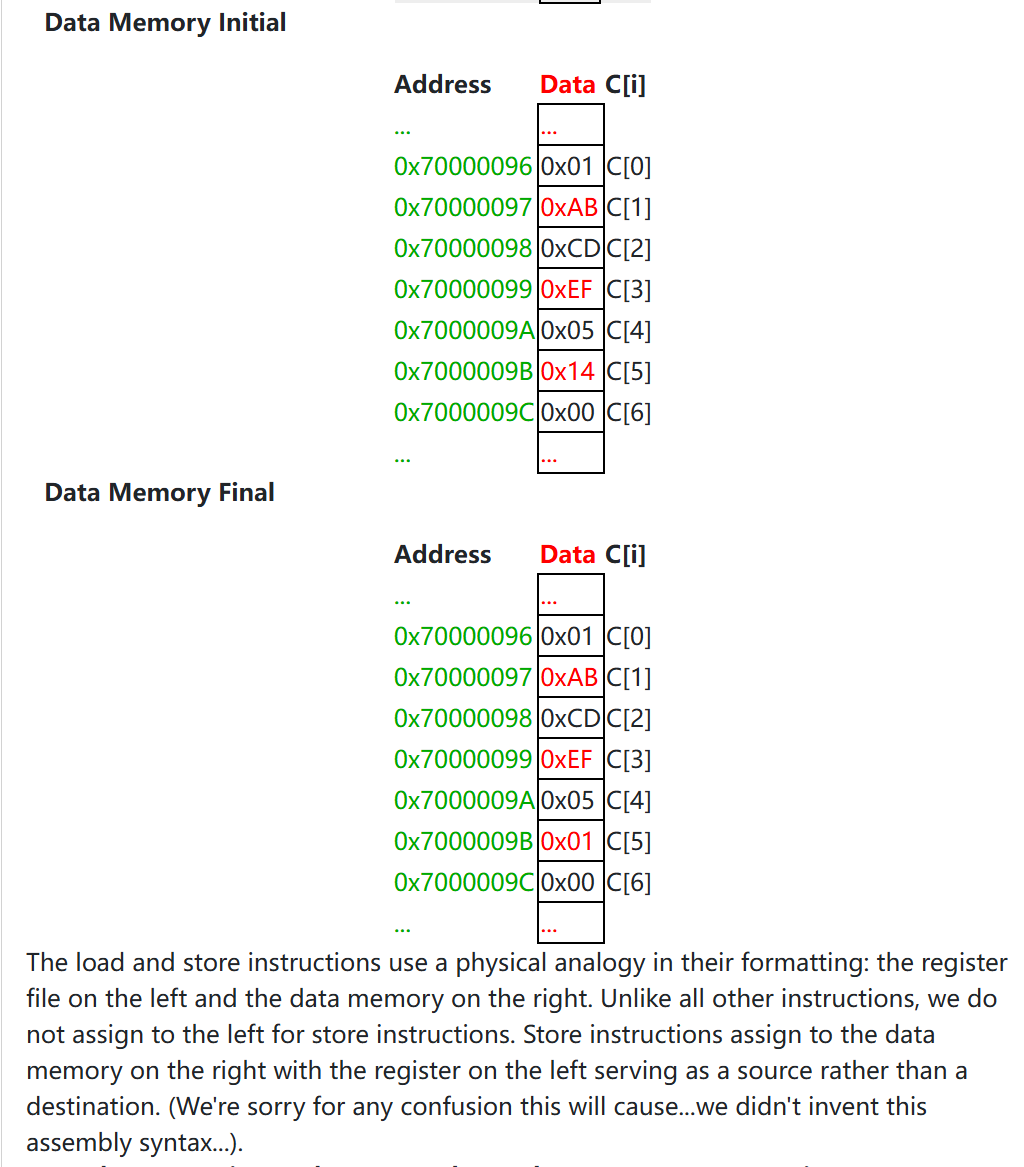 Data Memory Initial
Address Data C[i]
... ...
0x70000096 0x01 C[0]
0x70000097 0xAB C[1]
0x70000098 0xCD C[2]
0x70000099 0xEF C[3]
0x7000009A 0x05 C[4]
0x7000009B 0x14 C[5]
0x7000009C 0x00 C[6]
... ...
Data Memory Final
Address Data C[i]
... ...
0x70000096 0x01 C[0]
0x70000097 0xAB C[1]
0x70000098 0xCD C[2]
0x70000099 0xEF C[3]
0x7000009A 0x05 C[4]
0x7000009B 0x01 C[5]
0x7000009C 0x00 C[6]
... ...
The load and store instructions use a physical analogy in their formatting: the register
file on the left and the data memory on the right. Unlike all other instructions, we do
not assign to the left for store instructions. Store instructions assign to the data
memory on the right with the register on the left serving as a source rather than a
destination. (We're sorry for any confusion this will cause...we didn't invent this
assembly syntax...).